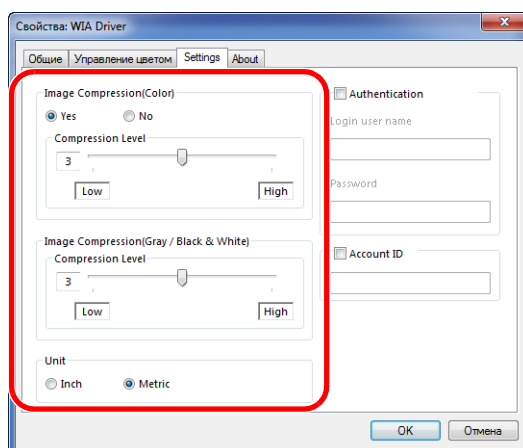 Свойства: WIA Driver
Общие Управление цветом Settings About
Image Compression(Color)
Yes No
Compression Level
3
Low High
Image Compression(Gray / Black & White)
Compression Level
3
Low High
Unit
Inch Metric
Authentication
Login user name
Password
Account ID
OK Отмена